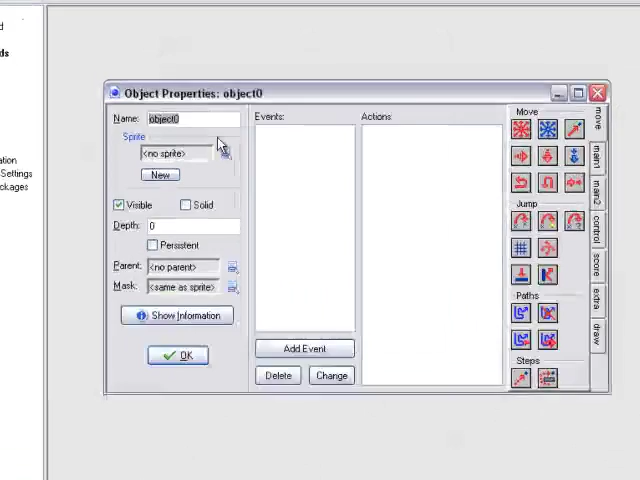 d
ds
ation
Settings
ckages
Object Properties: object0
Name: object0
Sprite
<no sprite>
New
Visible
Solid
Depth: 0
Persistent
Parent: <no parent>
Mask: <same as sprite>
Show Information
OK
Events:
Add Event
Delete
Change
Actions:
Move
Jump
Paths
Steps
move
main1
main2
control
score
extra
draw